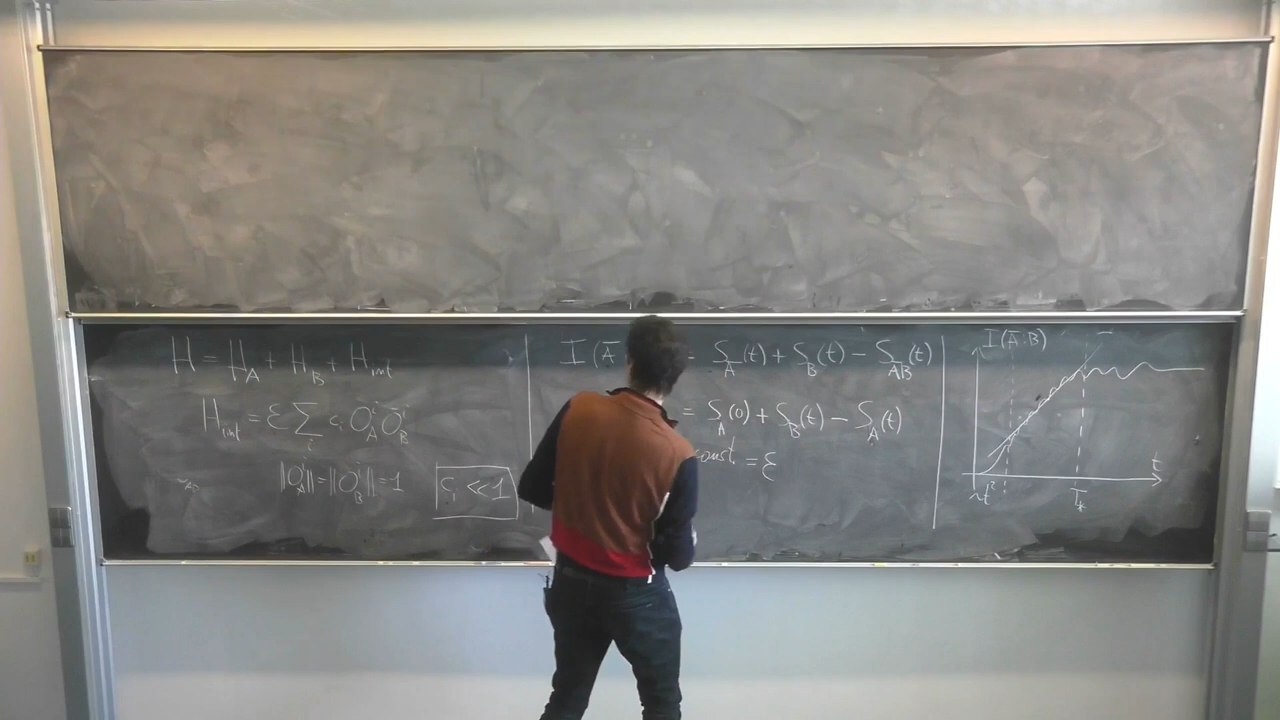 H = H_A + H_B + H_int
H_int = ε Σ_i c_i O_A^i O_B^i
||O_A^i|| = ||O_B^i|| = 1
c_i ≪ 1
I(Ā = S_A(t) + S_B(t) − S_AB(t)
= S_A(0) + S_B(t) − S_A(t)
const. = ε
I(Ā:B)
t
~t²
T_*